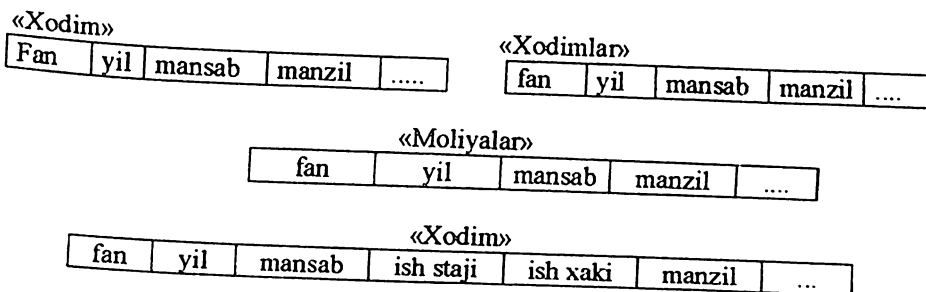 «Xodim»
Fan yil mansab manzil .....
«Xodimlar»
fan yil mansab manzil ....
«Moliyalar»
fan yil mansab manzil ....
«Xodim»
fan yil mansab ish staji ish xaki manzil ...